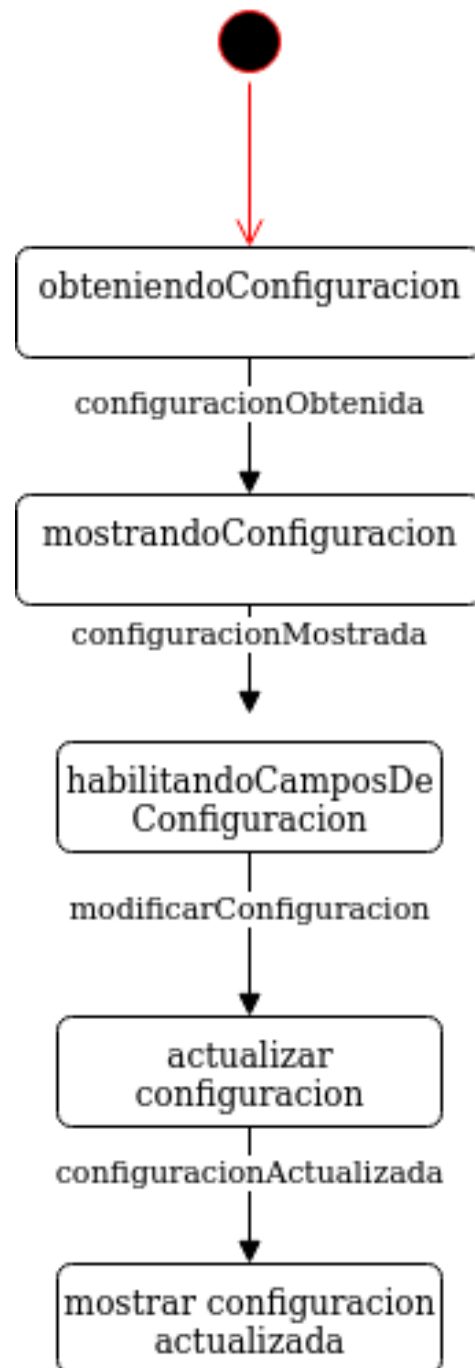 obteniendoConfiguracion
configuracionObtenida
mostrandoConfiguracion
configuracionMostrada
habilitandoCamposDe
Configuracion
modificarConfiguracion
actualizar
configuracion
configuracionActualizada
mostrar configuracion
actualizada